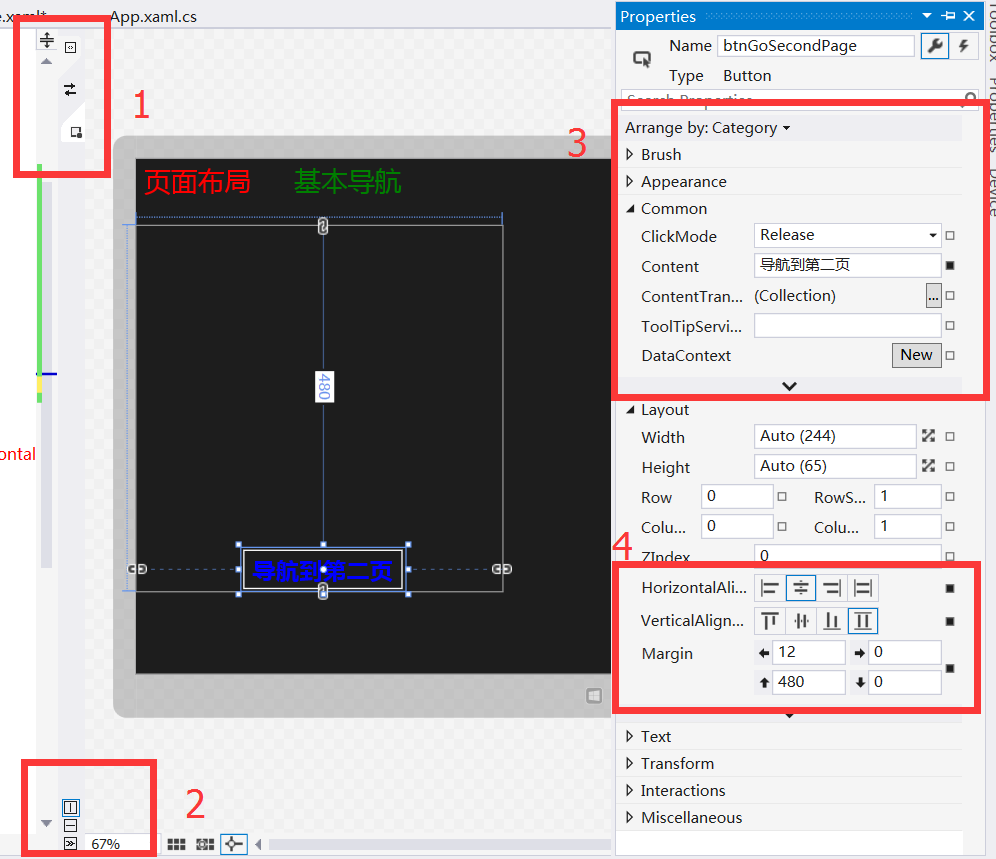 e.xaml*
App.xaml.cs
1
页面布局
基本导航
480
ontal
导航到第二页
2
67%
Properties
Name btnGoSecondPage
Type Button
Search Properties
3
Arrange by: Category
Brush
Appearance
Common
ClickMode Release
Content 导航到第二页
ContentTran... (Collection) ...
ToolTipServi...
DataContext New
Layout
Width Auto (244)
Height Auto (65)
Row 0 RowS... 1
Colu... 0 Colu... 1
4
ZIndex 0
HorizontalAli...
VerticalAlign...
Margin 12 0
480 0
Text
Transform
Interactions
Miscellaneous
Toolbox
Properties
Device